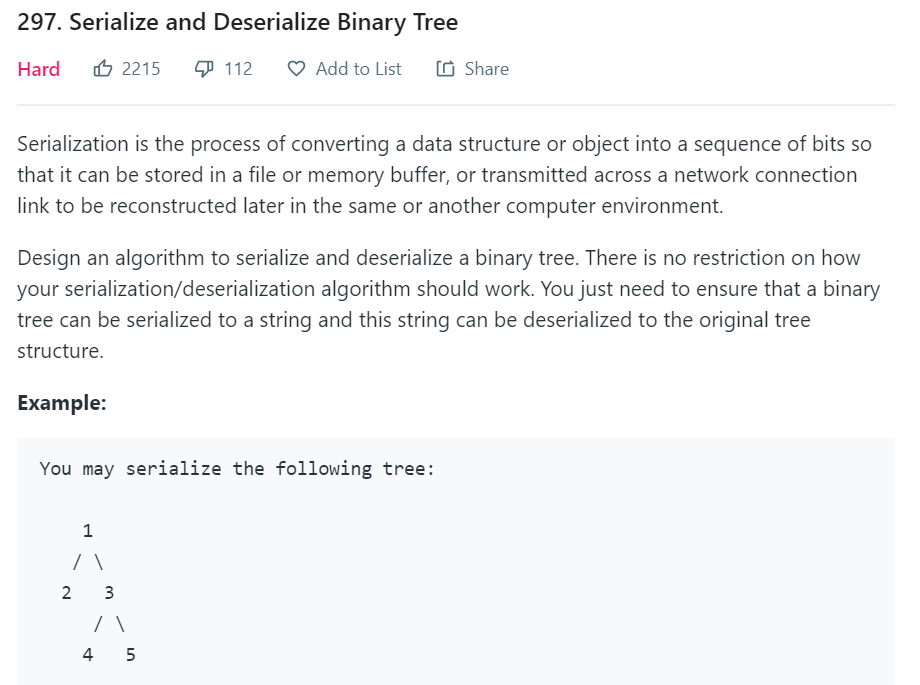 297. Serialize and Deserialize Binary Tree
Hard 2215 112 Add to List Share
Serialization is the process of converting a data structure or object into a sequence of bits so
that it can be stored in a file or memory buffer, or transmitted across a network connection
link to be reconstructed later in the same or another computer environment.
Design an algorithm to serialize and deserialize a binary tree. There is no restriction on how
your serialization/deserialization algorithm should work. You just need to ensure that a binary
tree can be serialized to a string and this string can be deserialized to the original tree
structure.
Example:
You may serialize the following tree:
    1
   / \
  2   3
     / \
    4   5